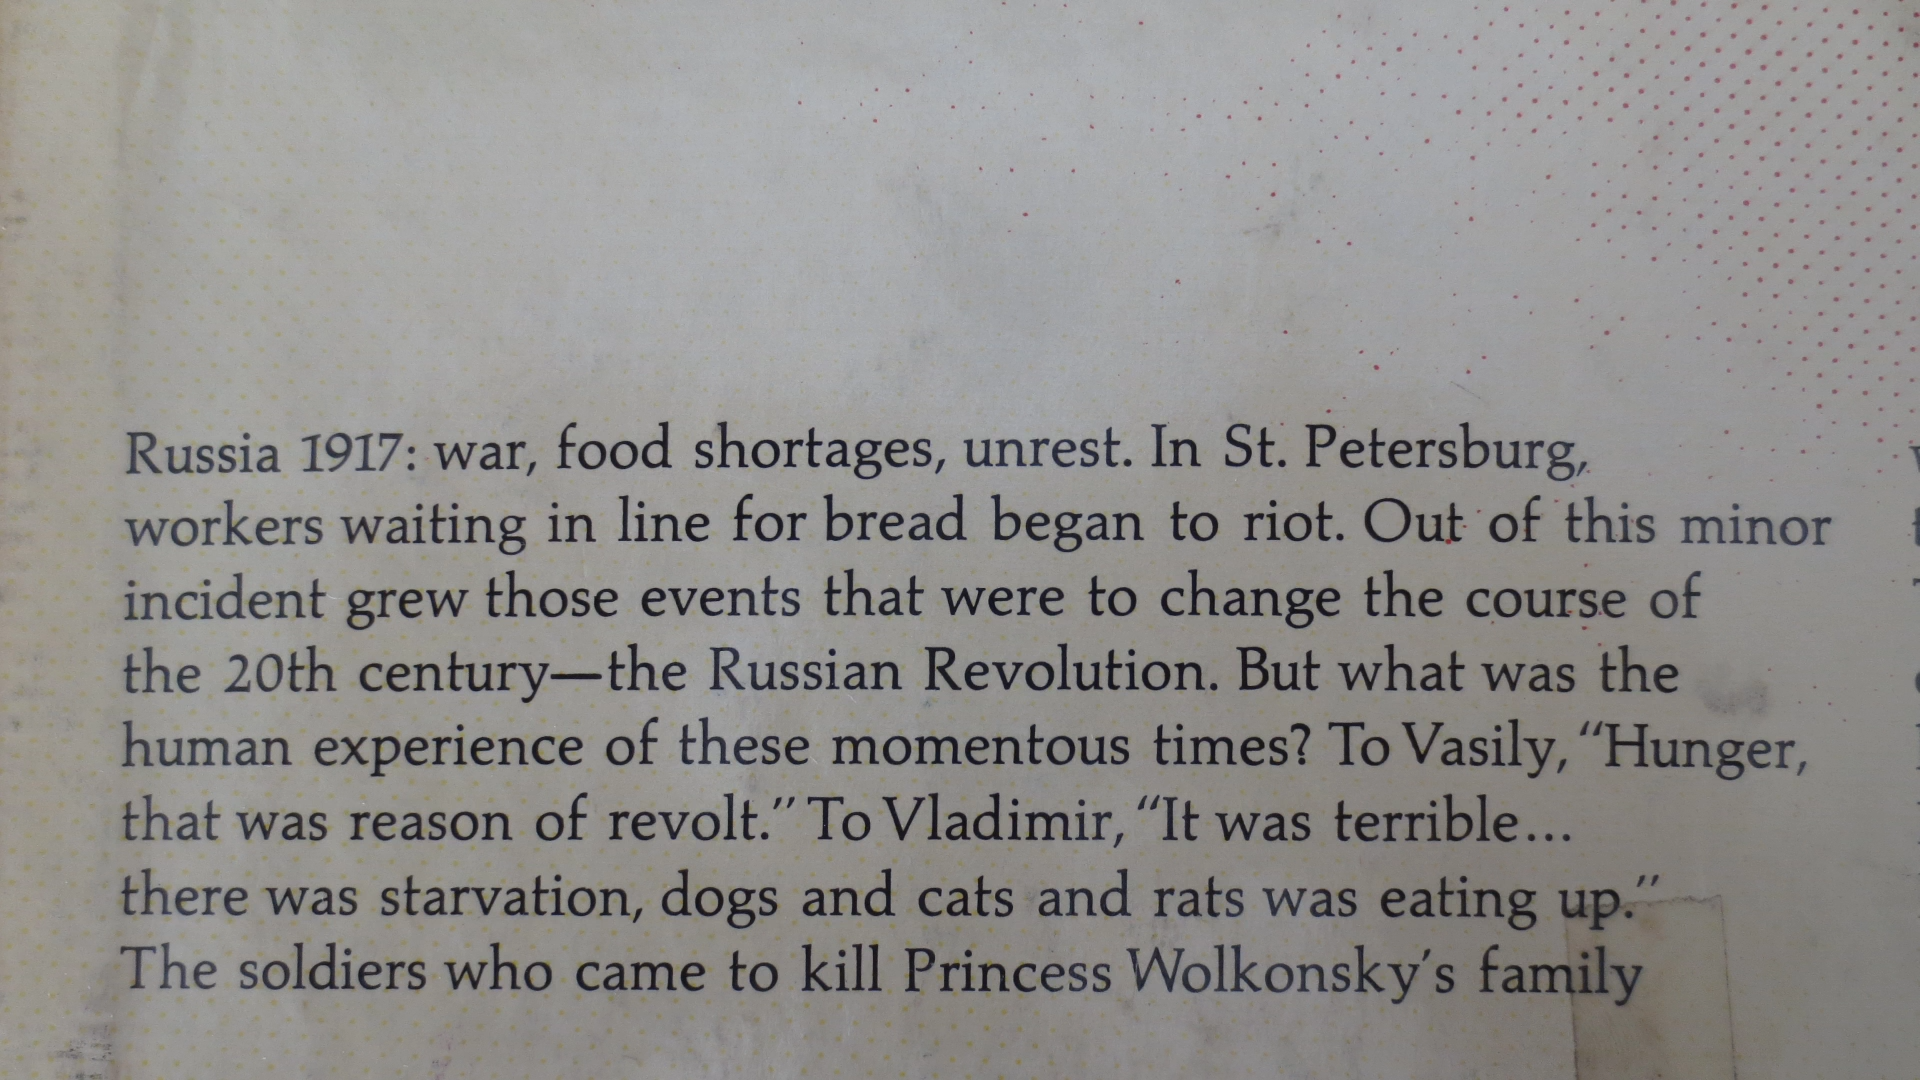 Russia 1917: war, food shortages, unrest. In St. Petersburg,
workers waiting in line for bread began to riot. Out of this minor
incident grew those events that were to change the course of
the 20th century—the Russian Revolution. But what was the
human experience of these momentous times? To Vasily, “Hunger,
that was reason of revolt.” To Vladimir, “It was terrible...
there was starvation, dogs and cats and rats was eating up.”
The soldiers who came to kill Princess Wolkonsky's family